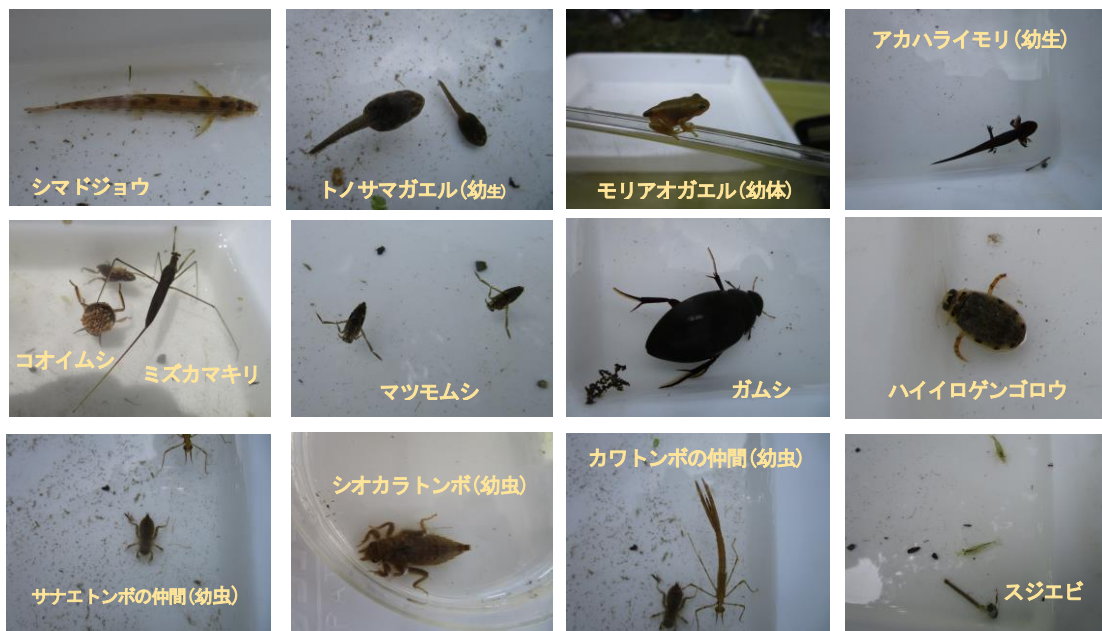 シマドジョウ
トノサマガエル(幼生)
モリアオガエル(幼体)
アカハライモリ(幼生)
コオイムシ
ミズカマキリ
マツモムシ
ガムシ
ハイイロゲンゴロウ
サナエトンボの仲間(幼虫)
シオカラトンボ(幼虫)
カワトンボの仲間(幼虫)
スジエビ